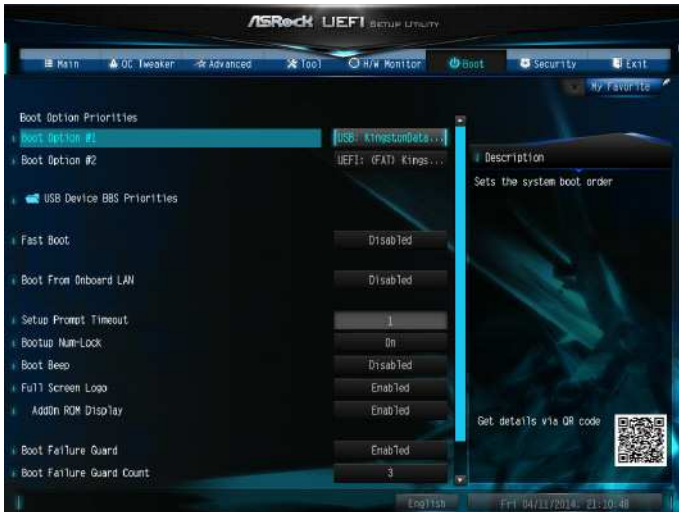 ASRock UEFI SETUP UTILITY
Main OC Tweaker Advanced Tool H/W Monitor Boot Security Exit
My Favorite
Boot Option Priorities
Boot Option #1 USB: KingstonData...
Boot Option #2 UEFI: (FAT) Kings...
USB Device BBS Priorities
Fast Boot Disabled
Boot From Onboard LAN Disabled
Setup Prompt Timeout 1
Bootup Num-Lock On
Boot Beep Disabled
Full Screen Logo Enabled
AddOn ROM Display Enabled
Boot Failure Guard Enabled
Boot Failure Guard Count 3
Description
Sets the system boot order
Get details via QR code
English Fri 04/11/2014, 21:10:48